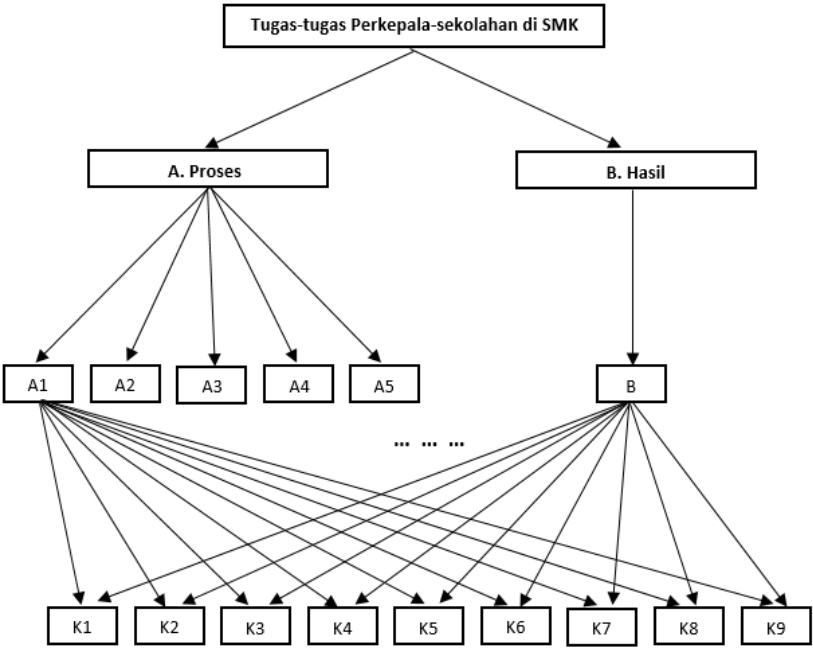 Tugas-tugas Perkepala-sekolahan di SMK
A. Proses
B. Hasil
A1
A2
A3
A4
A5
B
... ... ...
K1
K2
K3
K4
K5
K6
K7
K8
K9